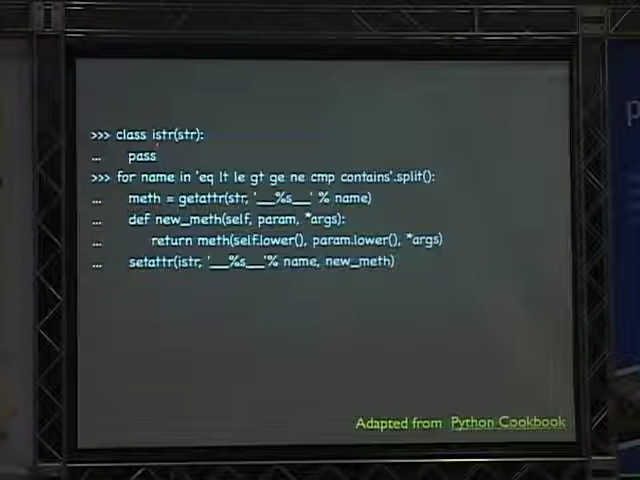 >>> class istr(str):
... pass
>>> for name in 'eq lt le gt ge ne cmp contains'.split():
... meth = getattr(str, '__%s__' % name)
... def new_meth(self, param, *args):
... return meth(self.lower(), param.lower(), *args)
... setattr(istr, '__%s__'% name, new_meth)
Adapted from Python Cookbook
P